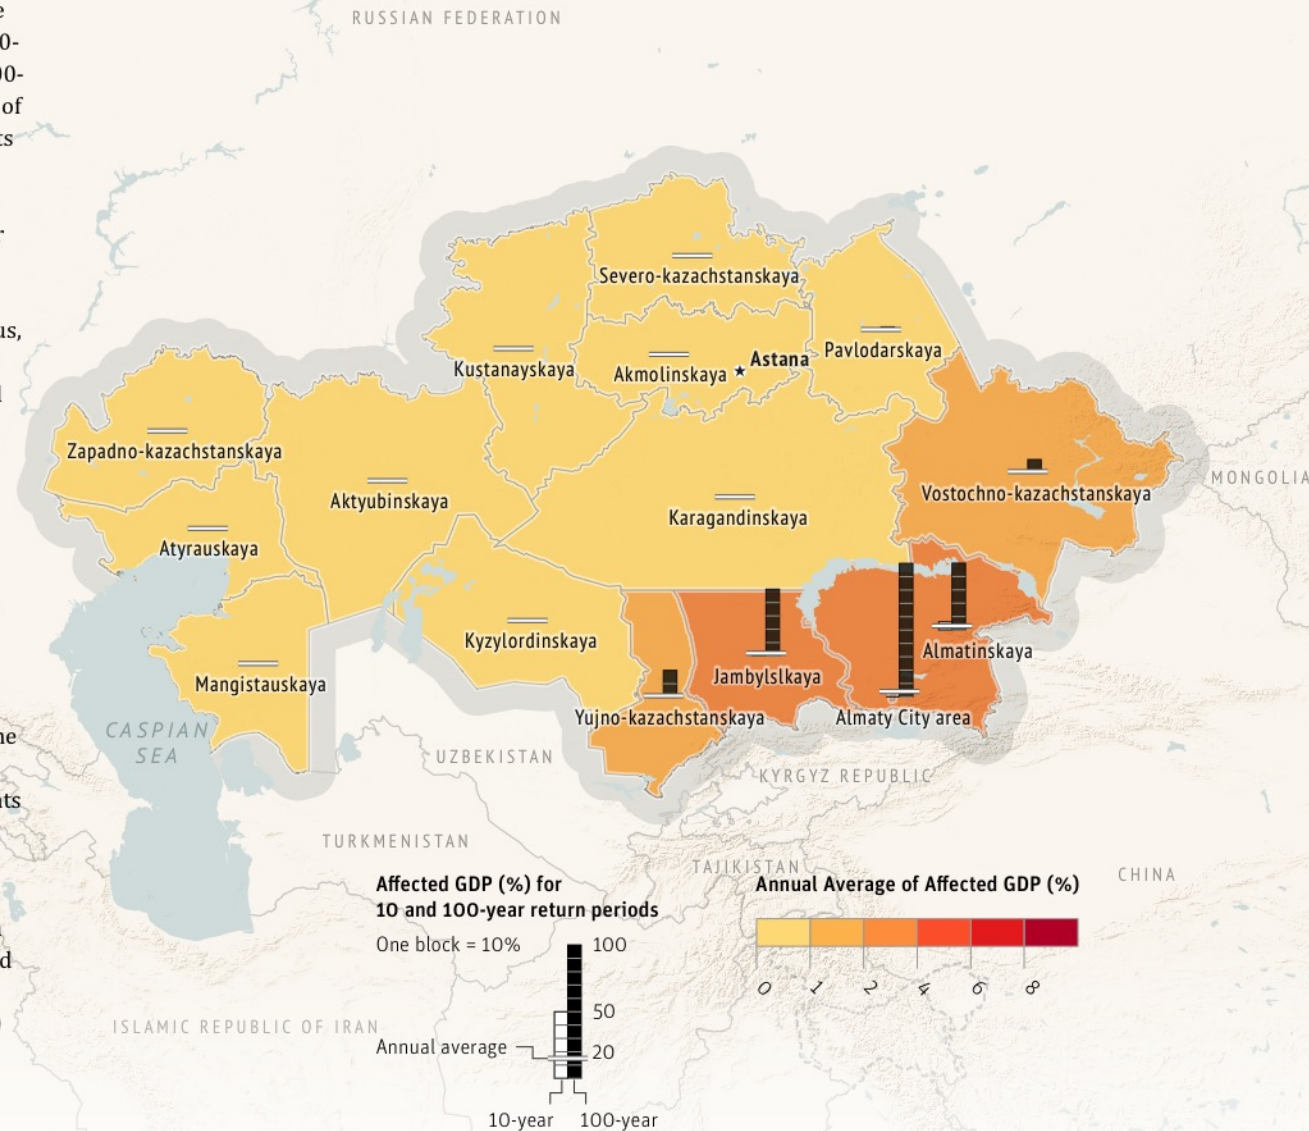 RUSSIAN FEDERATION
of
Severo-kazachstanskaya
Pavlodarskaya
Astana
Akmolinskaya
Kustanayskaya
Zapadno-kazachstanskaya
Aktyubinskaya
Vostochno-kazachstanskaya
MONGOLIA
Karagandinskaya
Atyrauskaya
Kyzylordinskaya
Almatinskaya
Jambylslkaya
Mangistauskaya
Yujno-kazachstanskaya
Almaty City area
CASPIAN
SEA
UZBEKISTAN
KYRGYZ REPUBLIC
TURKMENISTAN
TAJIKISTAN
CHINA
ISLAMIC REPUBLIC OF IRAN
Affected GDP (%) for
10 and 100-year return periods
One block = 10%
100
50
20
Annual average
10-year
100-year
Annual Average of Affected GDP (%)
0 1 2 4 6 8